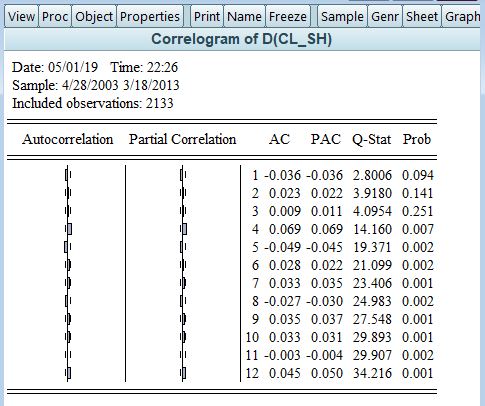 View Proc Object Properties Print Name Freeze Sample Genr Sheet Graph
Correlogram of D(CL_SH)
Date: 05/01/19 Time: 22:26
Sample: 4/28/2003 3/18/2013
Included observations: 2133
Autocorrelation Partial Correlation AC PAC Q-Stat Prob
1 -0.036 -0.036 2.8006 0.094
2 0.023 0.022 3.9180 0.141
3 0.009 0.011 4.0954 0.251
4 0.069 0.069 14.160 0.007
5 -0.049 -0.045 19.371 0.002
6 0.028 0.022 21.099 0.002
7 0.033 0.035 23.406 0.001
8 -0.027 -0.030 24.983 0.002
9 0.035 0.037 27.548 0.001
10 0.033 0.031 29.893 0.001
11 -0.003 -0.004 29.907 0.002
12 0.045 0.050 34.216 0.001